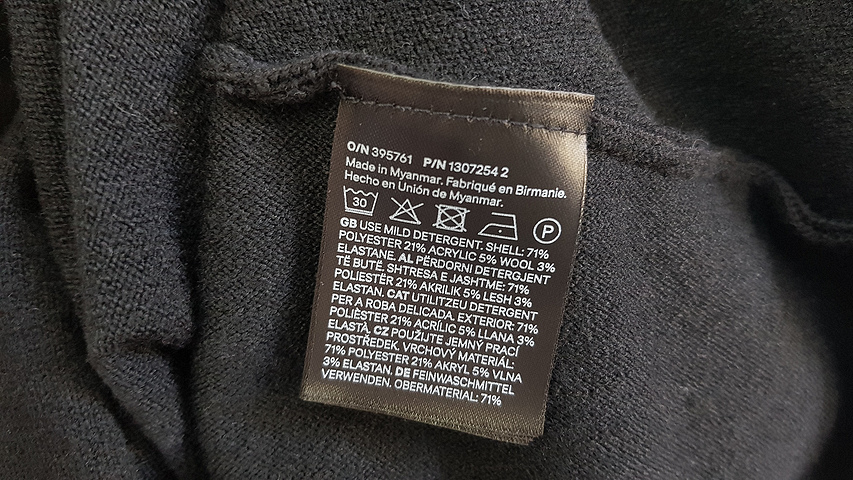 O/N 395761 P/N 1307254 2
Made in Myanmar. Fabriqué en Birmanie.
Hecho en Unión de Myanmar.
30 P
GB USE MILD DETERGENT. SHELL: 71%
POLYESTER 21% ACRYLIC 5% WOOL 3%
ELASTANE. AL PËRDORNI DETERGJENT
TË BUTË. SHTRESA E JASHTME: 71%
POLIESTËR 21% AKRILIK 5% LESH 3%
ELASTAN. CAT UTILITZEU DETERGENT
PER A ROBA DELICADA. EXTERIOR: 71%
POLIÈSTER 21% ACRÍLIC 5% LLANA 3%
ELASTÀ. CZ POUŽIJTE JEMNÝ PRACÍ
PROSTŘEDEK. VRCHOVÝ MATERIÁL:
71% POLYESTER 21% AKRYL 5% VLNA
3% ELASTAN. DE FEINWASCHMITTEL
VERWENDEN. OBERMATERIAL: 71%